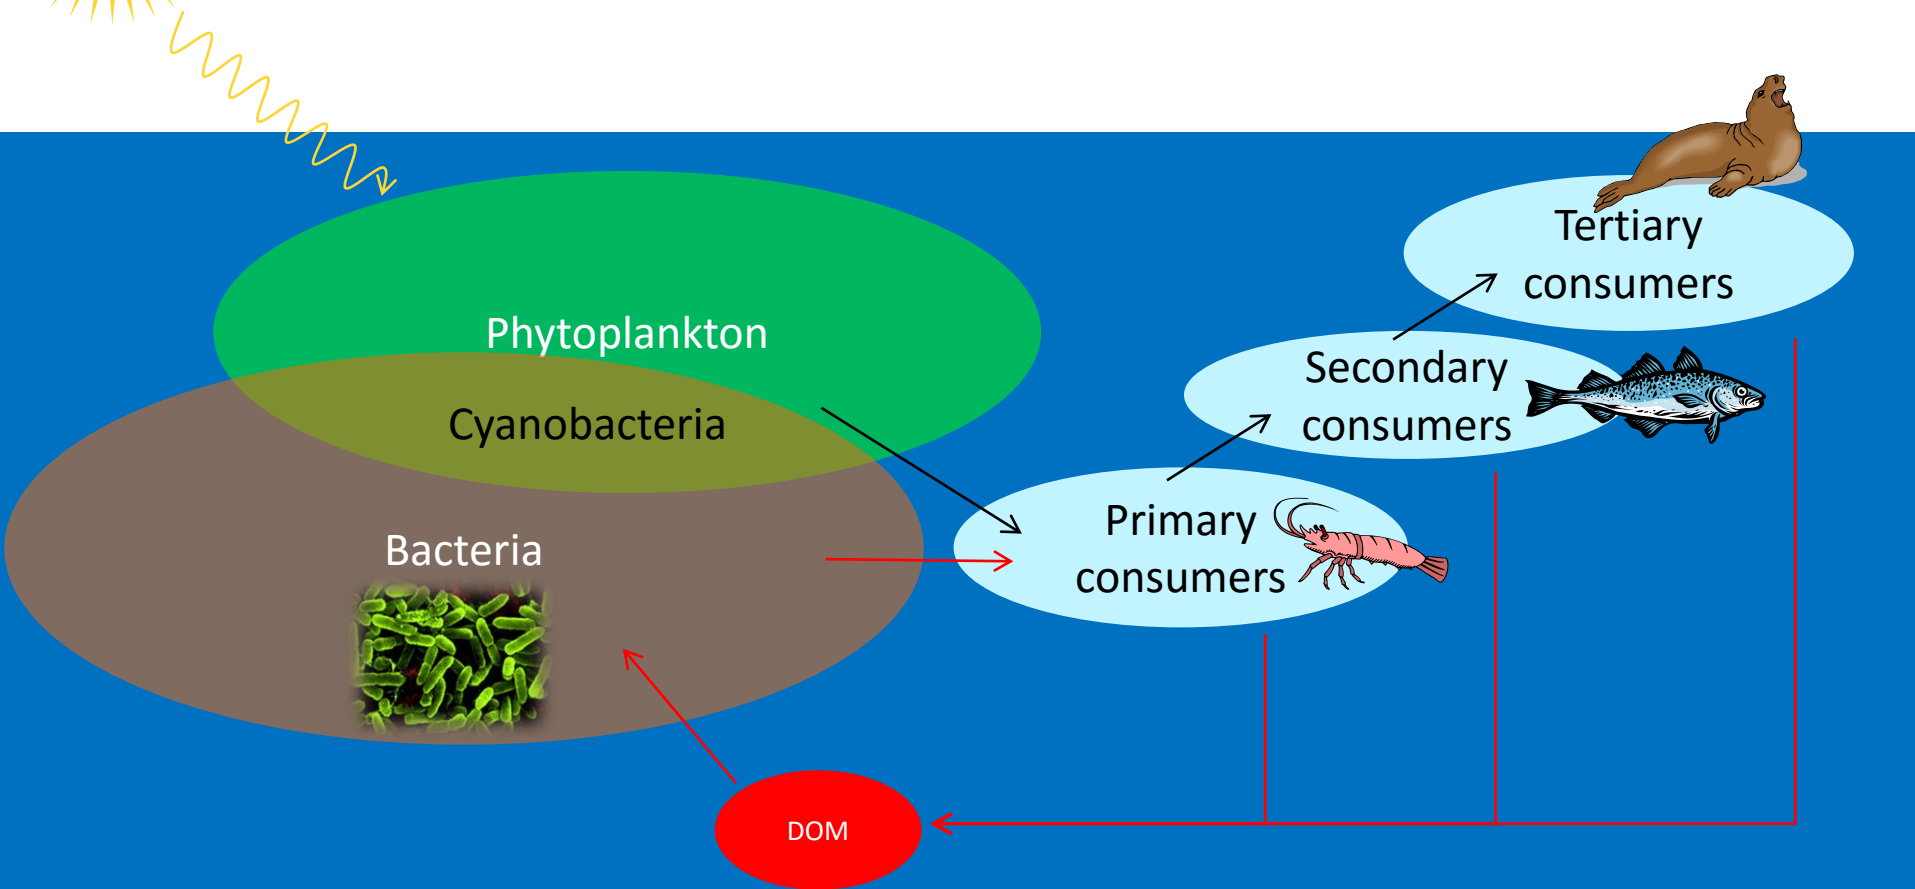 Tertiary
consumers
Phytoplankton
Secondary
consumers
Cyanobacteria
Primary
consumers
Bacteria
DOM